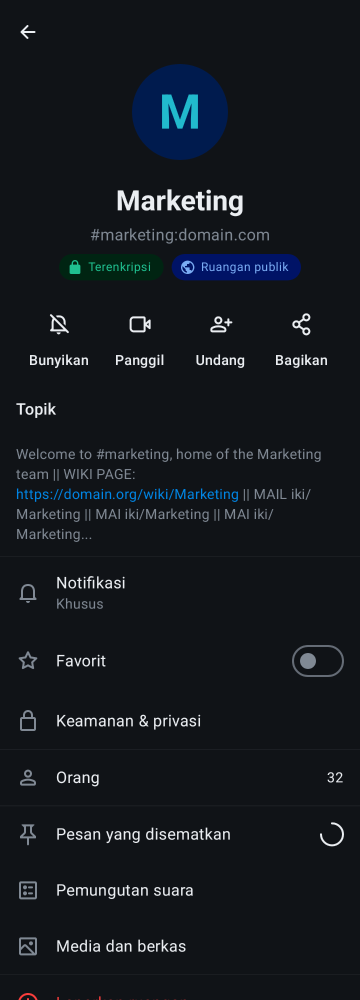 M
Marketing
#marketing:domain.com
Terenkripsi
Ruangan publik
Bunyikan
Panggil
Undang
Bagikan
Topik
Welcome to #marketing, home of the Marketing
team || WIKI PAGE:
https://domain.org/wiki/Marketing || MAIL iki/
Marketing || MAI iki/Marketing || MAI iki/
Marketing...
Notifikasi
Khusus
Favorit
Keamanan & privasi
Orang 32
Pesan yang disematkan
Pemungutan suara
Media dan berkas